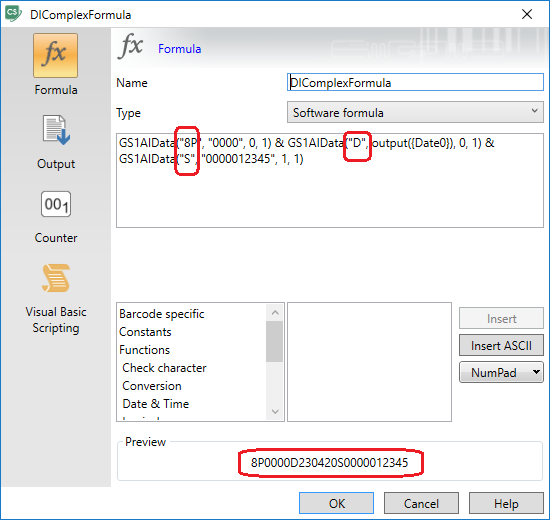 CS DIComplexFormula
fx Formula
Name DIComplexFormula
Type Software formula
GS1AIData("8P", "0000", 0, 1) & GS1AIData("D", output({Date0}), 0, 1) &
GS1AIData("S", "0000012345", 1, 1)
fx
Formula
Output
001
Counter
Visual Basic
Scripting
Barcode specific
Constants
Functions
Check character
Conversion
Date & Time
Insert
Insert ASCII
NumPad
Preview
8P0000D230420S0000012345
OK Cancel Help